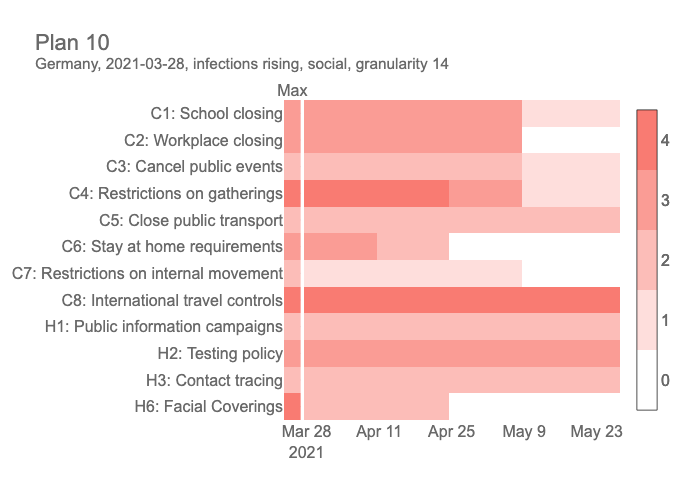 Plan 10
Germany, 2021-03-28, infections rising, social, granularity 14
Max
C1: School closing
C2: Workplace closing
C3: Cancel public events
C4: Restrictions on gatherings
C5: Close public transport
C6: Stay at home requirements
C7: Restrictions on internal movement
C8: International travel controls
H1: Public information campaigns
H2: Testing policy
H3: Contact tracing
H6: Facial Coverings
Mar 28 Apr 11 Apr 25 May 9 May 23
2021
4
3
2
1
0